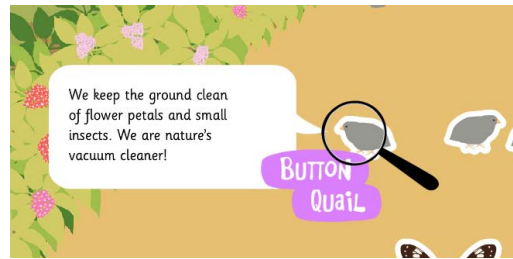 We keep the ground clean
of flower petals and small
insects. We are nature's
vacuum cleaner!
BUTTON
QuaiL